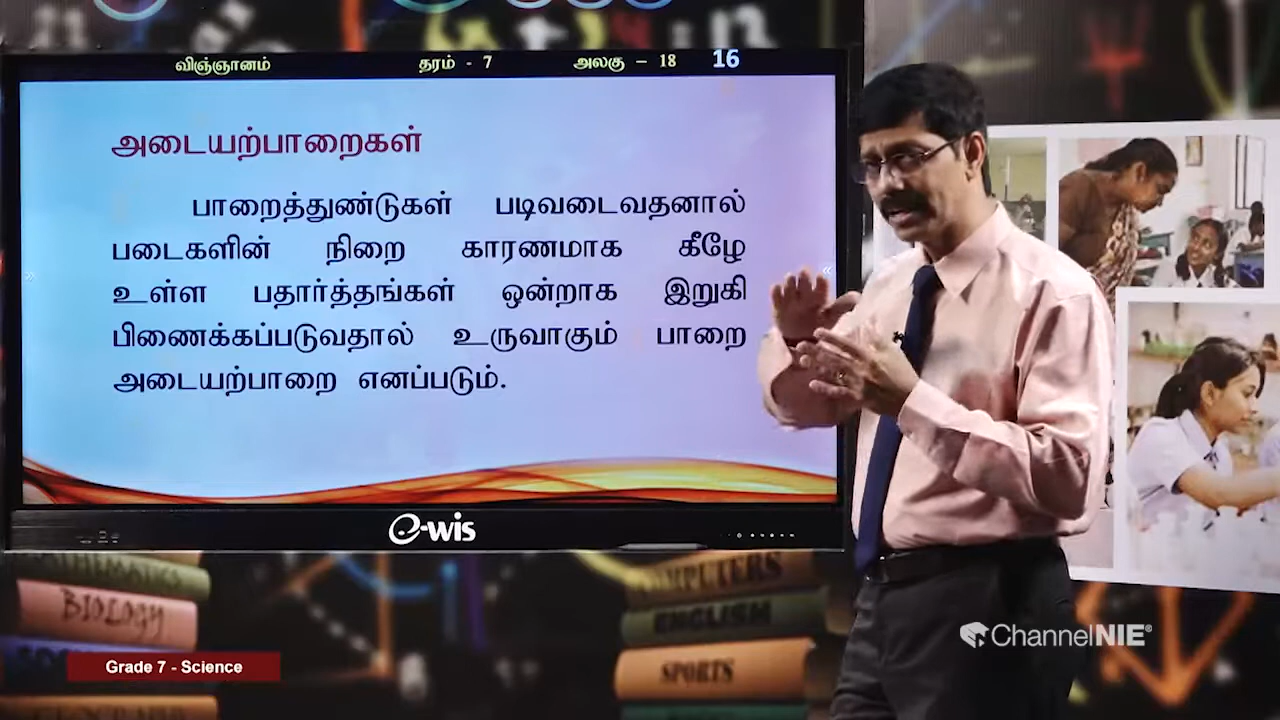 விஞ்ஞானம் தரம் - 7 அலகு – 18 16
அடையற்பாறைகள்
பாறைத்துண்டுகள் படிவடைவதனால்
படைகளின் நிறை காரணமாக கீழே
உள்ள பதார்த்தங்கள் ஒன்றாக இறுகி
பிணைக்கப்படுவதால் உருவாகும் பாறை
அடையற்பாறை எனப்படும்.
e-wis
MATHEMATICS
BIOLOGY
COMPUTERS
ENGLISH
SPORTS
Grade 7 - Science
ChannelNIE®